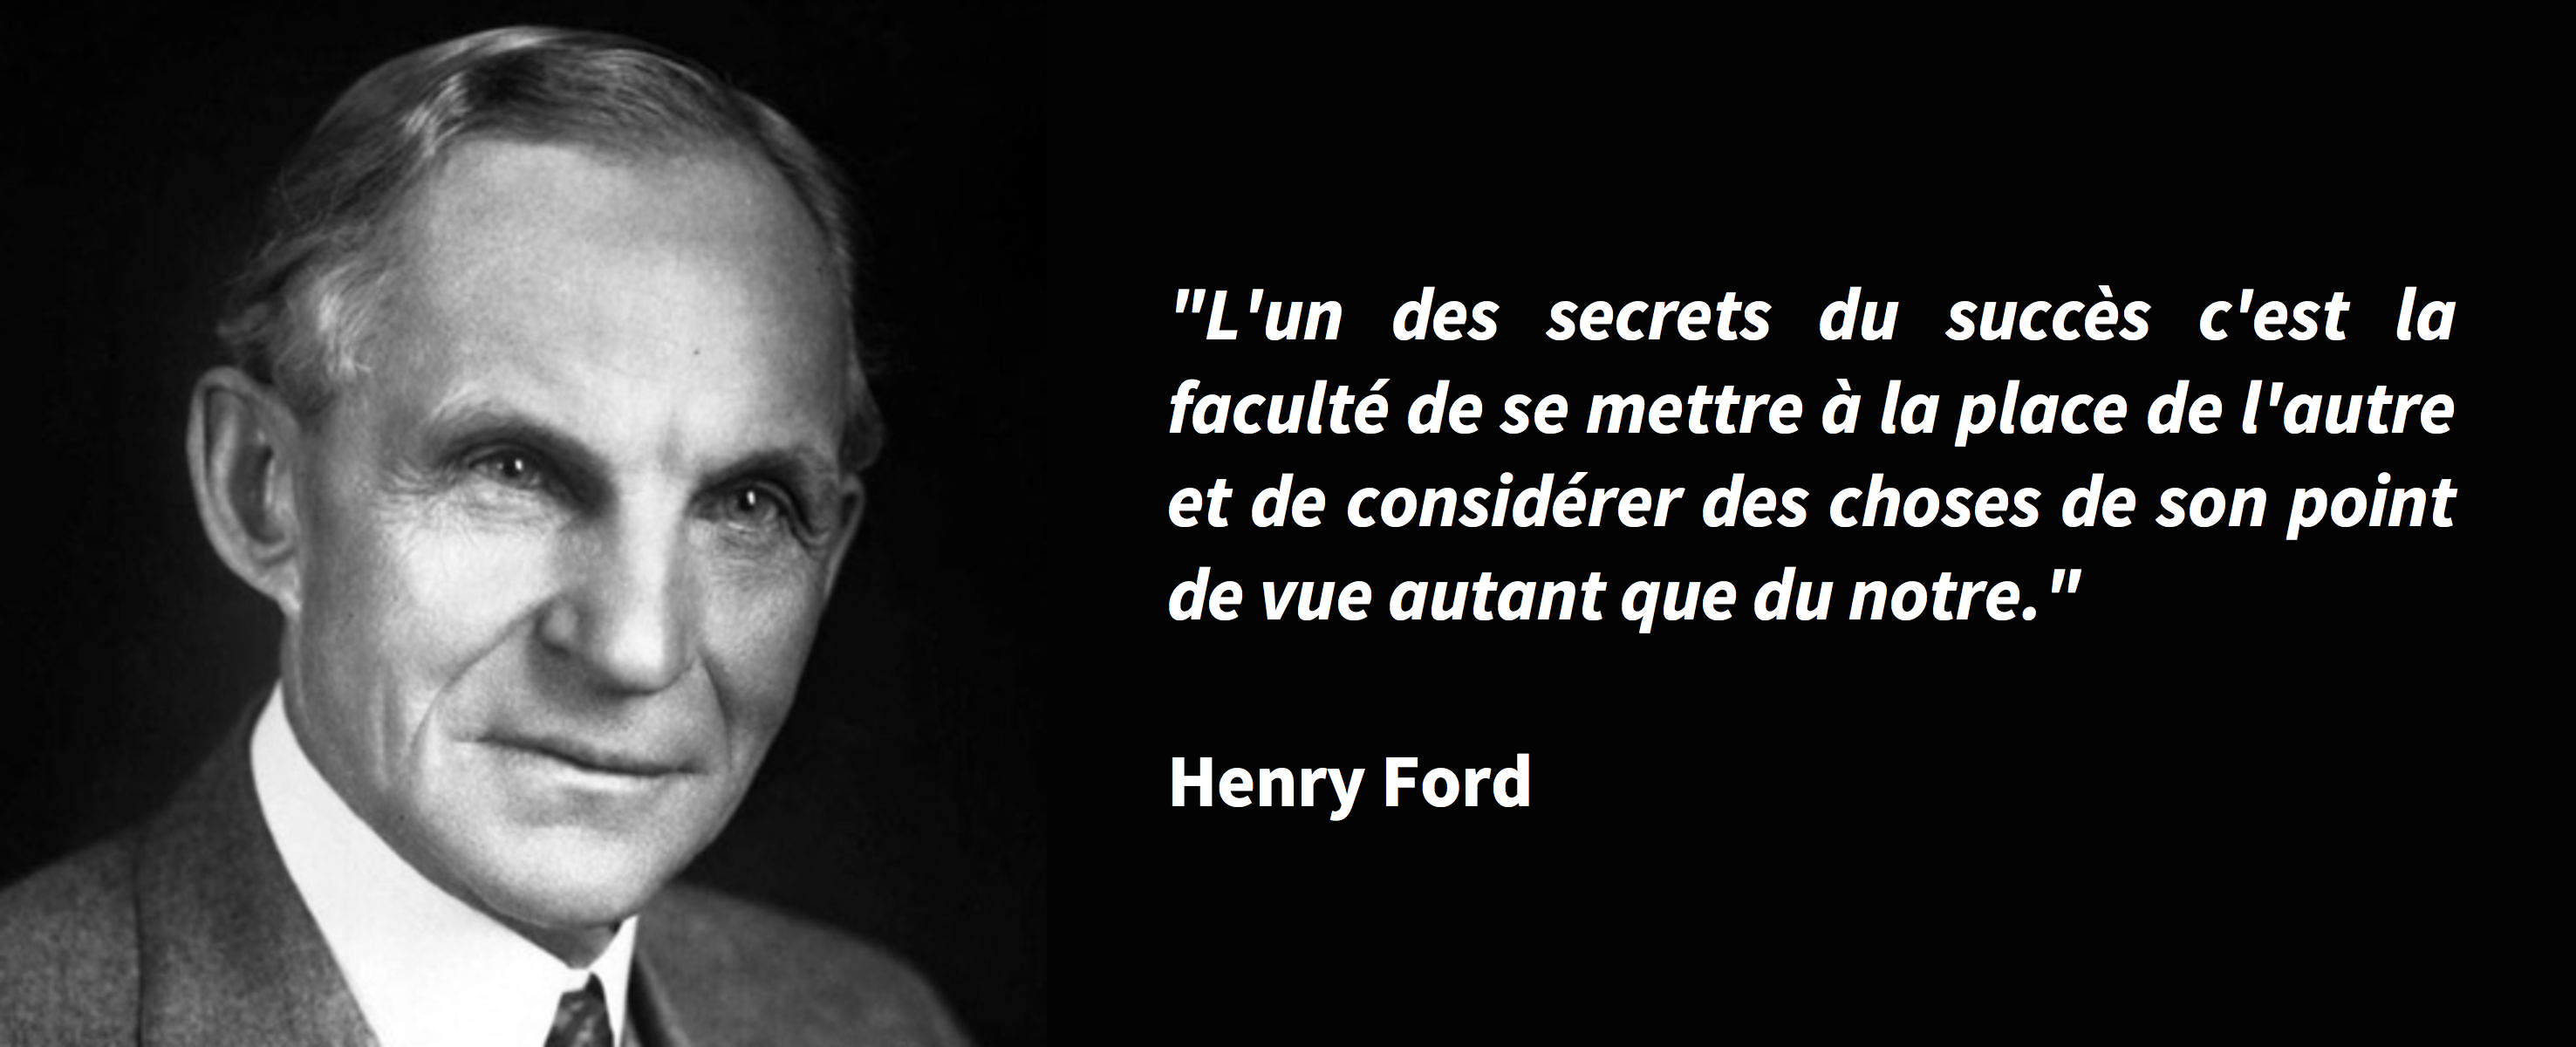 "L'un des secrets du succès c'est la
faculté de se mettre à la place de l'autre
et de considérer des choses de son point
de vue autant que du notre."
Henry Ford